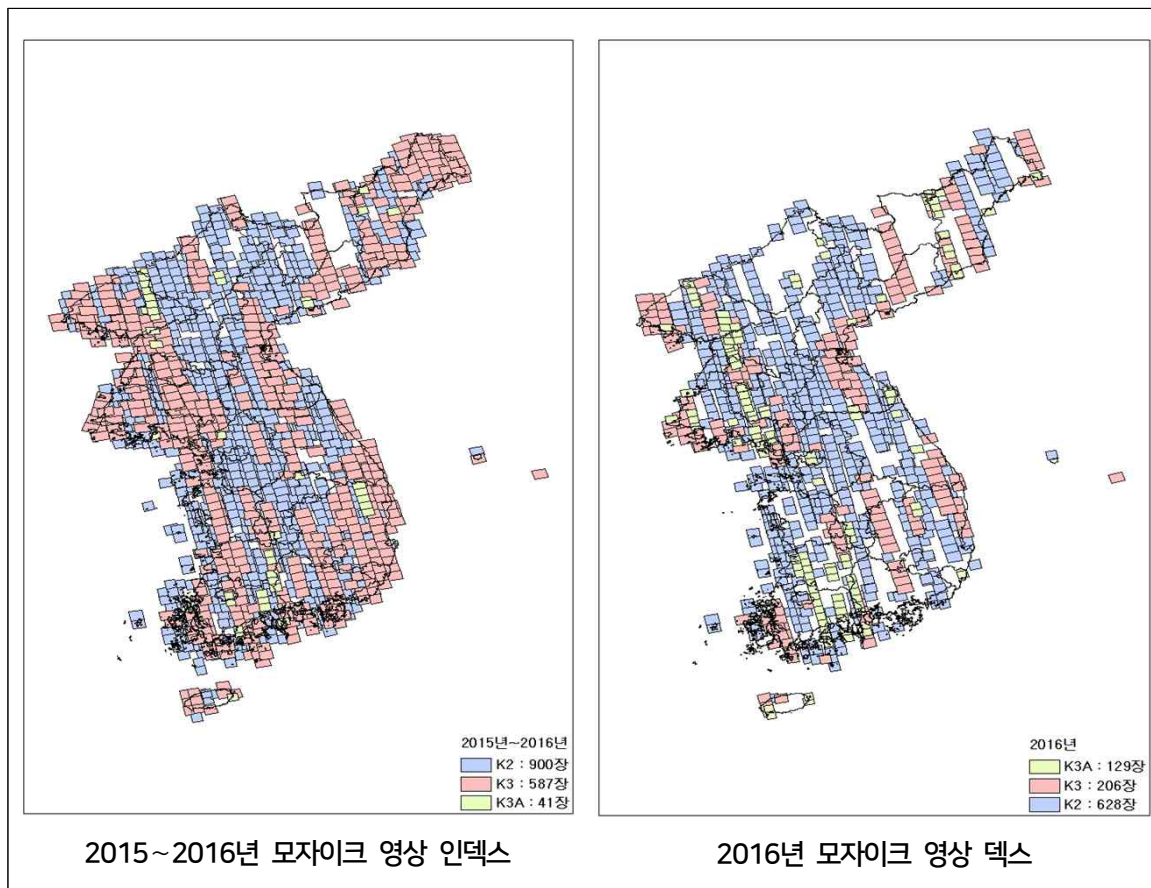 2015년~2016년
K2 : 900장
K3 : 587장
K3A : 41장
2015~2016년 모자이크 영상 인덱스
2016년
K3A : 129장
K3 : 206장
K2 : 628장
2016년 모자이크 영상 덱스